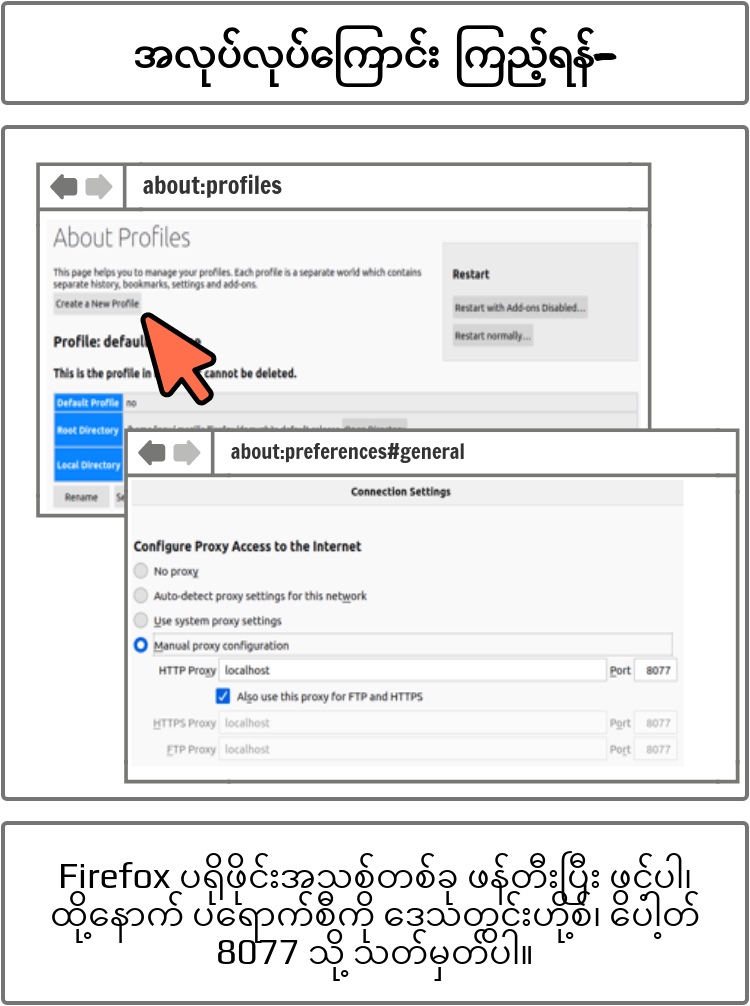 အလုပ်လုပ်ကြောင်း ကြည့်ရန်–
about:profiles
About Profiles
This page helps you to manage your profiles. Each profile is a separate world which contains
separate history, bookmarks, settings and add-ons.
Create a New Profile
Restart
Restart with Add-ons Disabled...
Restart normally...
Profile: default
This is the profile in cannot be deleted.
Default Profile no
Root Directory
Local Directory
Rename
about:preferences#general
Connection Settings
Configure Proxy Access to the Internet
No proxy
Auto-detect proxy settings for this network
Use system proxy settings
Manual proxy configuration
HTTP Proxy localhost Port 8077
Also use this proxy for FTP and HTTPS
HTTPS Proxy localhost Port 8077
FTP Proxy localhost Port 8077
Firefox ပရိုဖိုင်းအသစ်တစ်ခု ဖန်တီးပြီး ဖွင့်ပါ၊
ထို့နောက် ပရောက်စီကို ဒေသတွင်းဟို့စ်၊ ပေါ့တ်
8077 သို့ သတ်မှတ်ပါ။